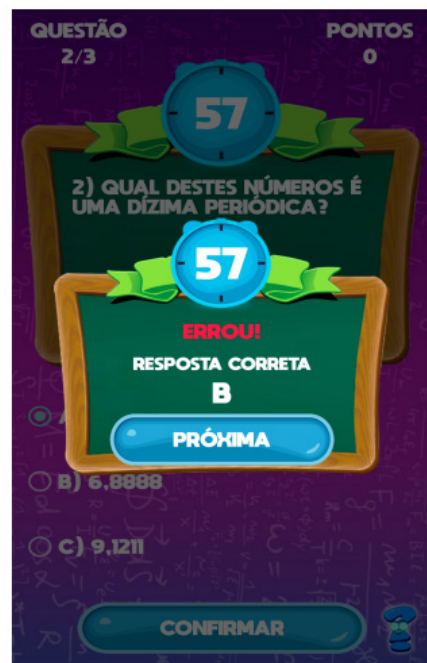 QUESTÃO
2/3
PONTOS
0
57
2) QUAL DESTES NÚMEROS É
UMA DÍZIMA PERIÓDICA?
57
ERROU!
RESPOSTA CORRETA
B
PRÓXIMA
B) 6,8888
C) 9,1211
CONFIRMAR